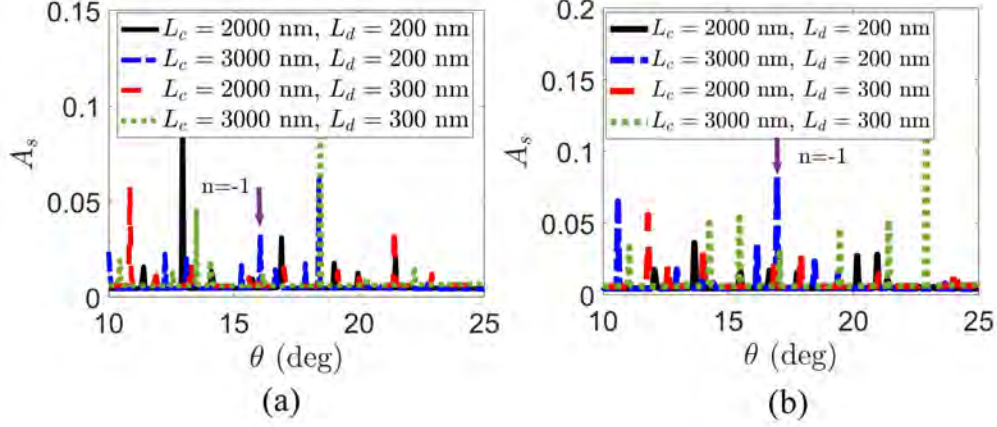 0.15
0.1
0.05
0
A_s
L_c = 2000 nm, L_d = 200 nm
L_c = 3000 nm, L_d = 200 nm
L_c = 2000 nm, L_d = 300 nm
L_c = 3000 nm, L_d = 300 nm
n=-1
10 15 20 25
θ (deg)
(a)
0.2
0.15
0.1
0.05
0
A_s
L_c = 2000 nm, L_d = 200 nm
L_c = 3000 nm, L_d = 200 nm
L_c = 2000 nm, L_d = 300 nm
L_c = 3000 nm, L_d = 300 nm
n=-1
10 15 20 25
θ (deg)
(b)